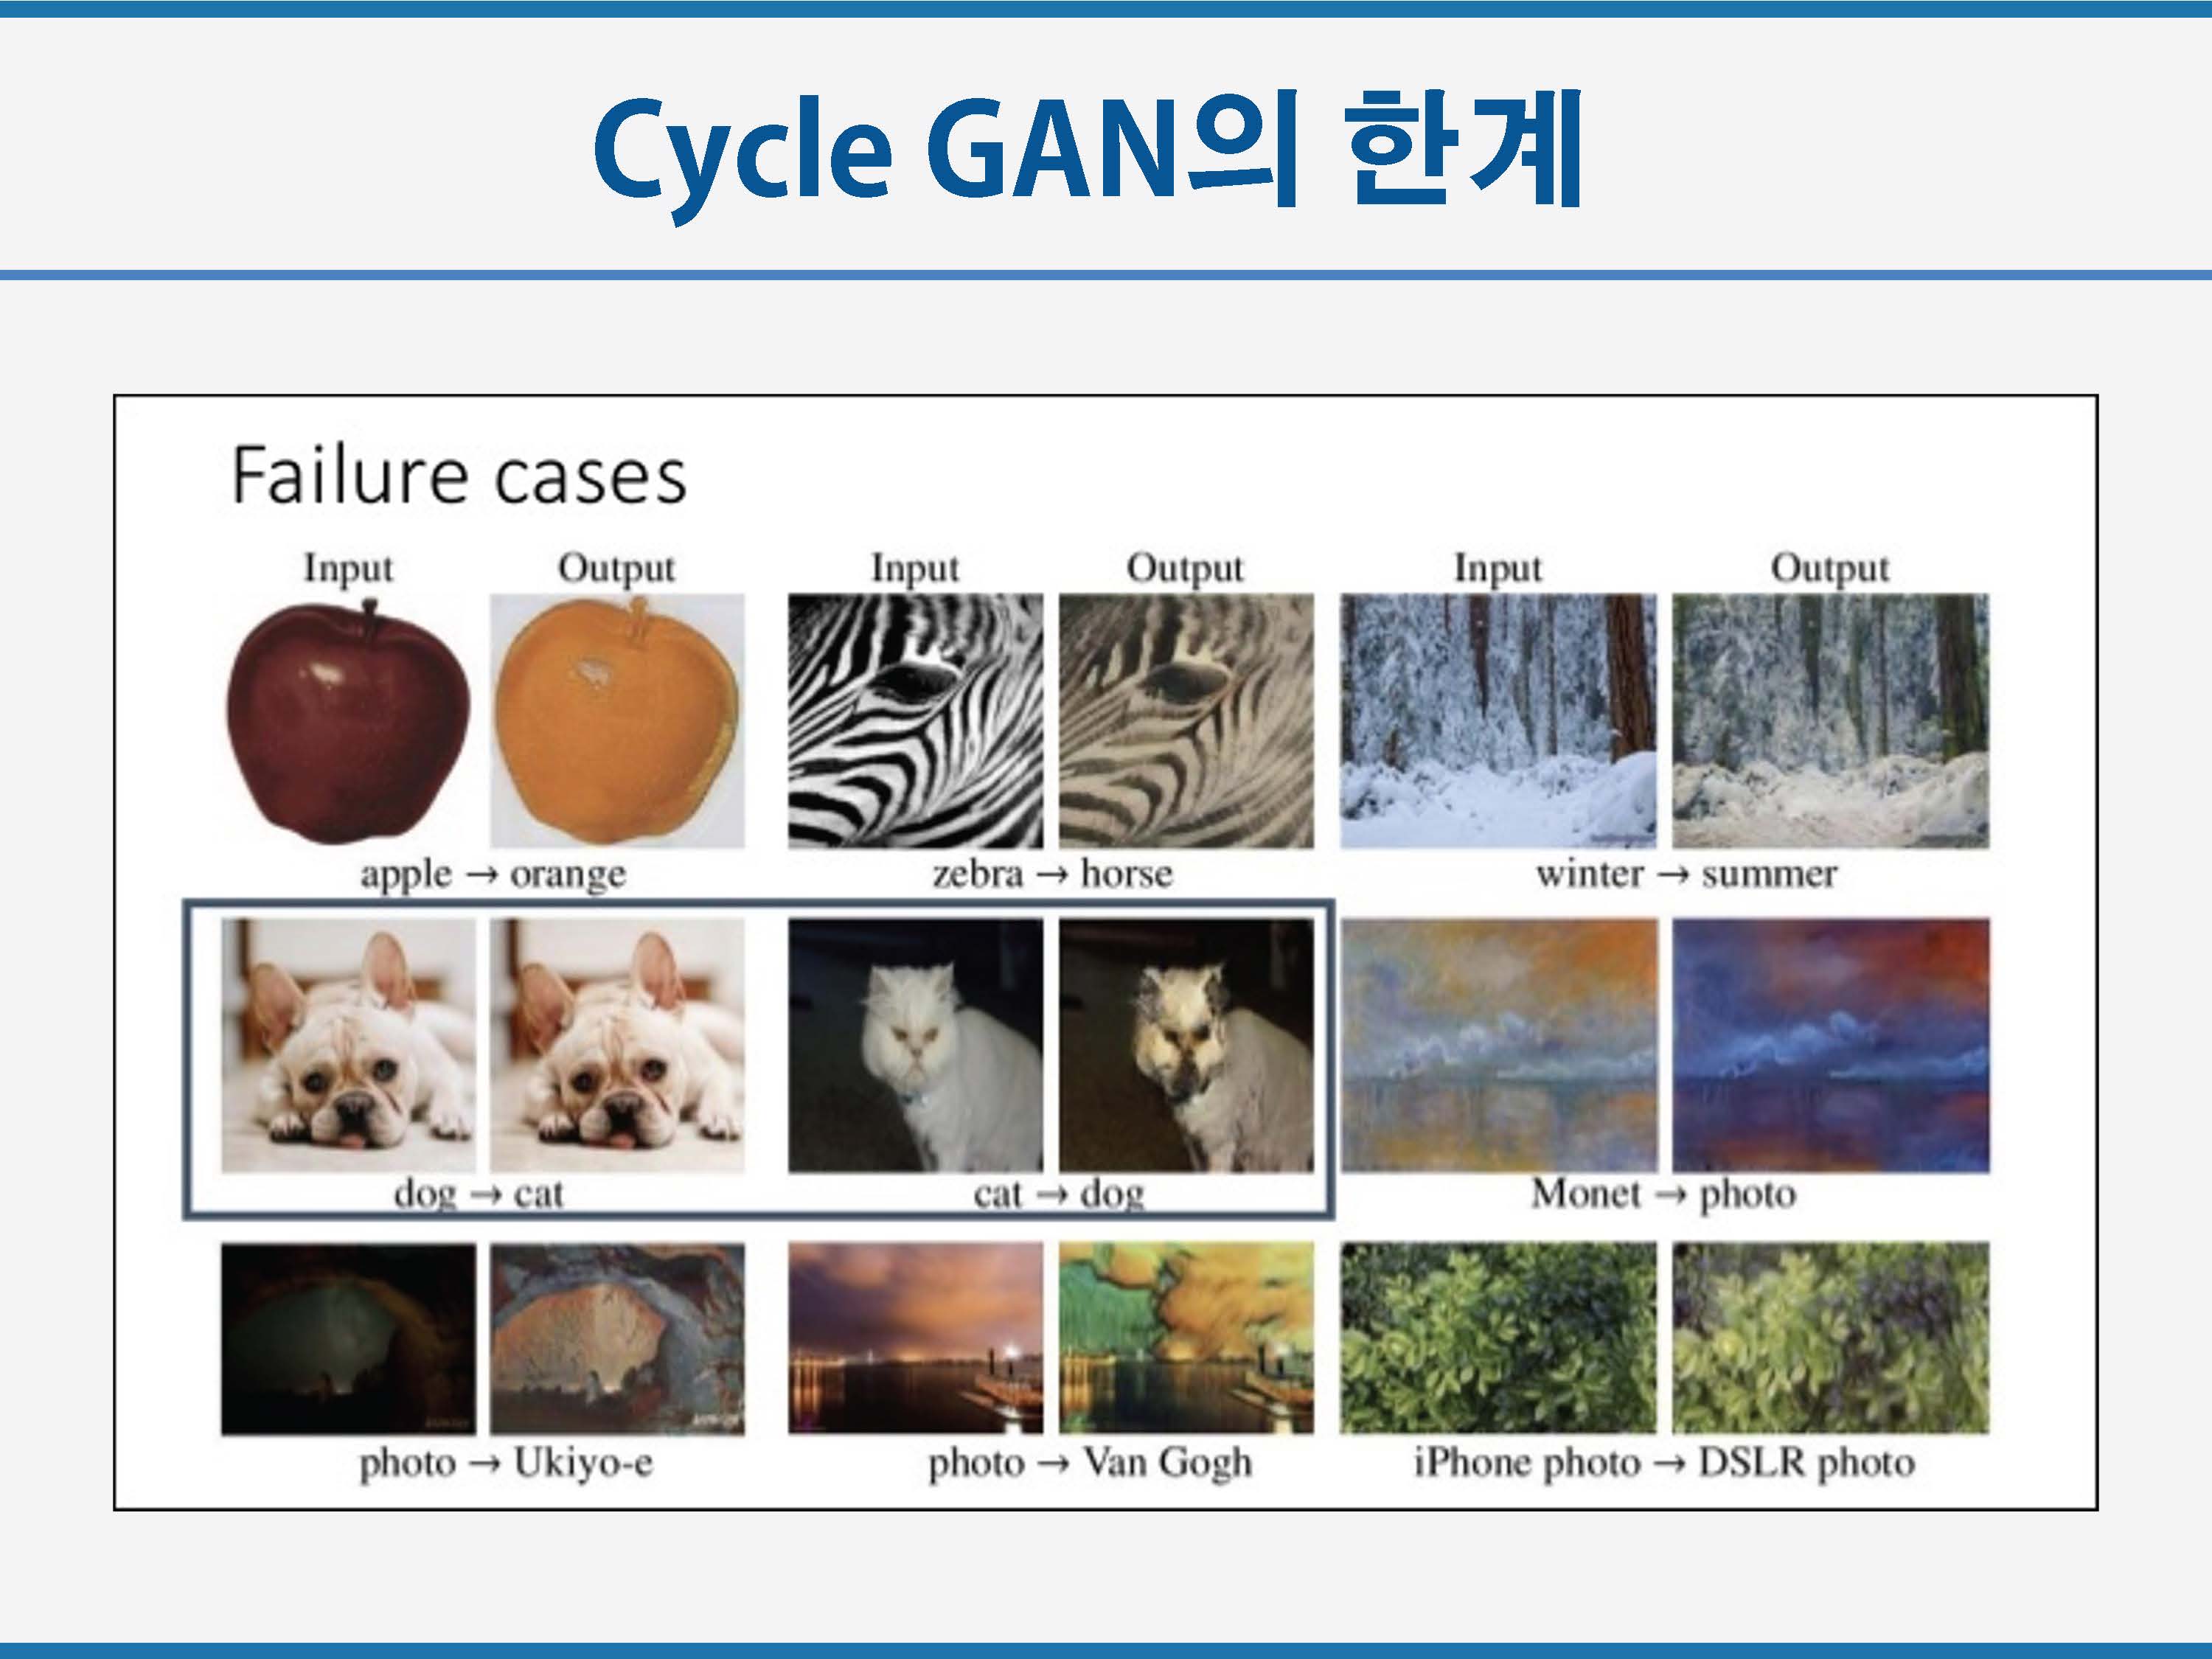 Cycle GAN의 한계
Failure cases
Input Output Input Output Input Output
apple → orange zebra → horse winter → summer
dog → cat cat → dog Monet → photo
photo → Ukiyo-e photo → Van Gogh iPhone photo → DSLR photo